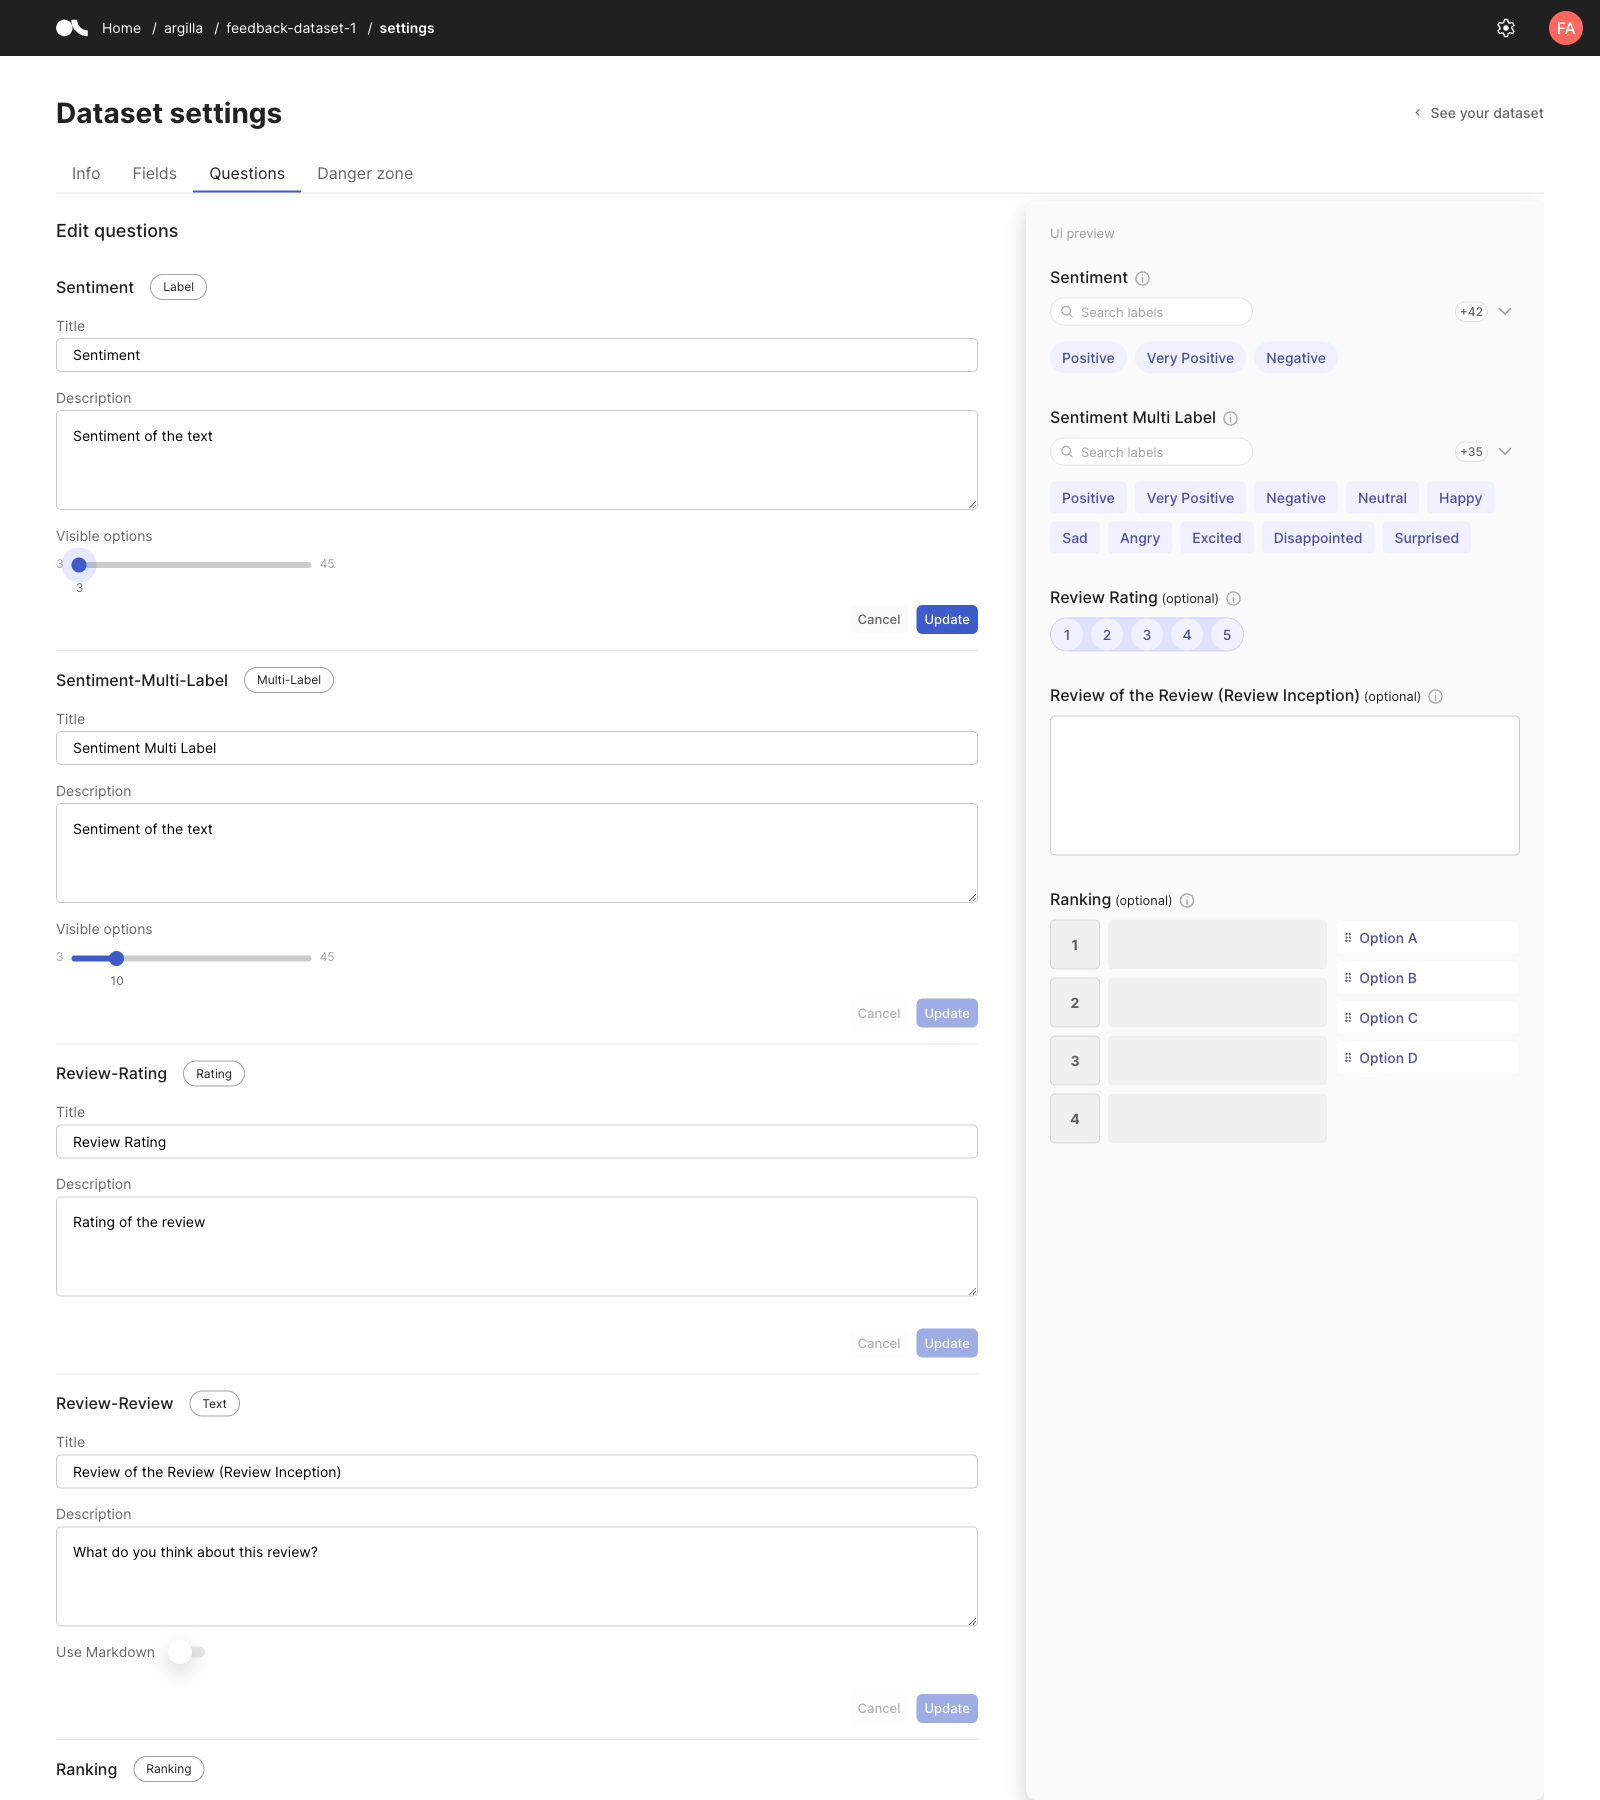 Home / argilla / feedback-dataset-1 / settings
FA
Dataset settings
See your dataset
Info Fields Questions Danger zone
Edit questions
Sentiment Label
Title
Sentiment
Description
Sentiment of the text
Visible options
3 45
3
Cancel Update
Sentiment-Multi-Label Multi-Label
Title
Sentiment Multi Label
Description
Sentiment of the text
Visible options
3 45
10
Cancel Update
Review-Rating Rating
Title
Review Rating
Description
Rating of the review
Cancel Update
Review-Review Text
Title
Review of the Review (Review Inception)
Description
What do you think about this review?
Use Markdown
Cancel Update
Ranking Ranking
Ui preview
Sentiment
Search labels +42
Positive Very Positive Negative
Sentiment Multi Label
Search labels +35
Positive Very Positive Negative Neutral Happy
Sad Angry Excited Disappointed Surprised
Review Rating (optional)
1 2 3 4 5
Review of the Review (Review Inception) (optional)
Ranking (optional)
1 Option A
2 Option B
3 Option C
4 Option D